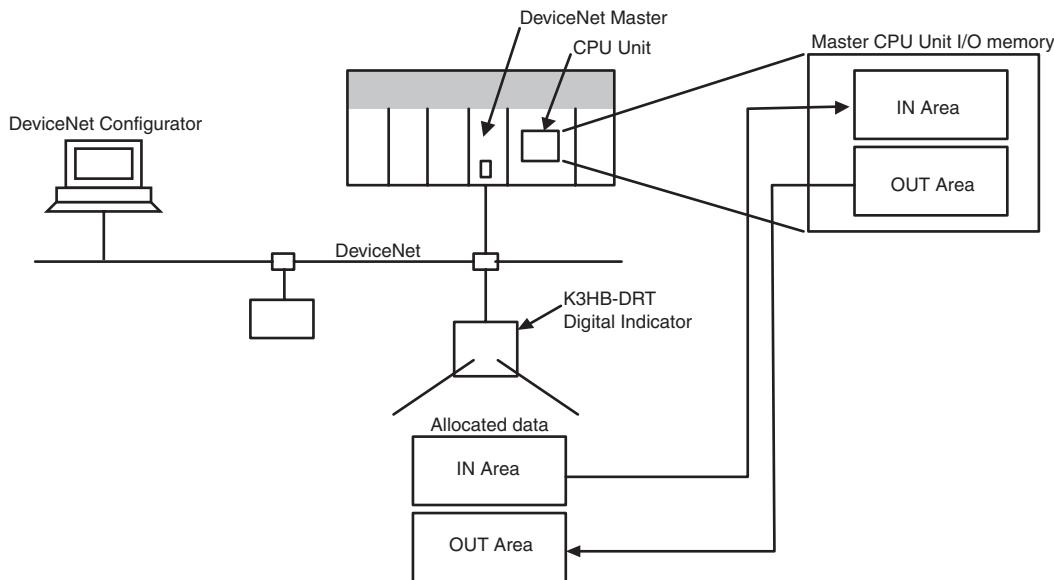 DeviceNet Master
CPU Unit
Master CPU Unit I/O memory
IN Area
OUT Area
DeviceNet Configurator
DeviceNet
K3HB-DRT
Digital Indicator
Allocated data
IN Area
OUT Area